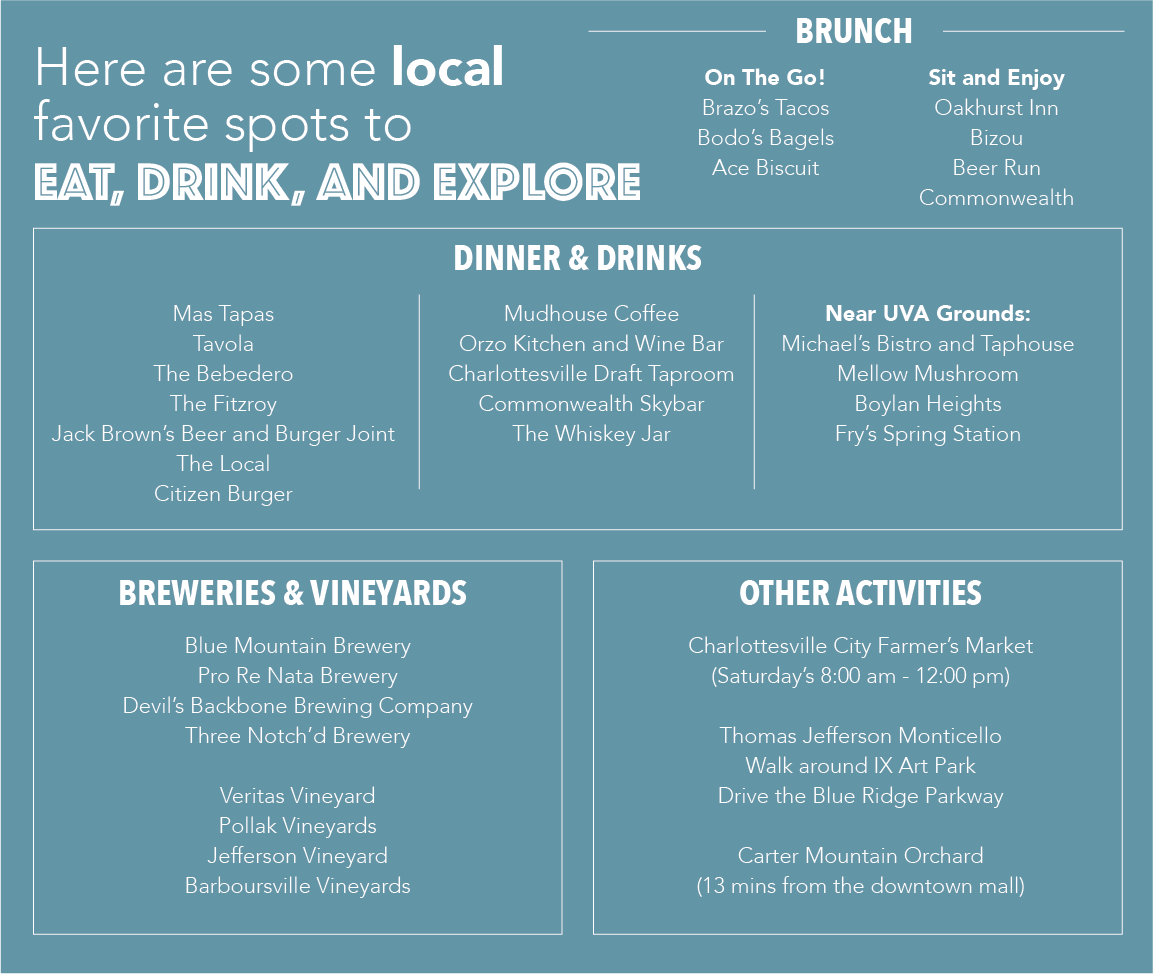 Here are some local
favorite spots to
EAT, DRINK, AND EXPLORE
BRUNCH
On The Go!
Brazo's Tacos
Bodo's Bagels
Ace Biscuit
Sit and Enjoy
Oakhurst Inn
Bizou
Beer Run
Commonwealth
DINNER & DRINKS
Mas Tapas
Tavola
The Bebedero
The Fitzroy
Jack Brown's Beer and Burger Joint
The Local
Citizen Burger
Mudhouse Coffee
Orzo Kitchen and Wine Bar
Charlottesville Draft Taproom
Commonwealth Skybar
The Whiskey Jar
Near UVA Grounds:
Michael's Bistro and Taphouse
Mellow Mushroom
Boylan Heights
Fry's Spring Station
BREWERIES & VINEYARDS
Blue Mountain Brewery
Pro Re Nata Brewery
Devil's Backbone Brewing Company
Three Notch'd Brewery
Veritas Vineyard
Pollak Vineyards
Jefferson Vineyard
Barboursville Vineyards
OTHER ACTIVITIES
Charlottesville City Farmer's Market
(Saturday's 8:00 am - 12:00 pm)
Thomas Jefferson Monticello
Walk around IX Art Park
Drive the Blue Ridge Parkway
Carter Mountain Orchard
(13 mins from the downtown mall)